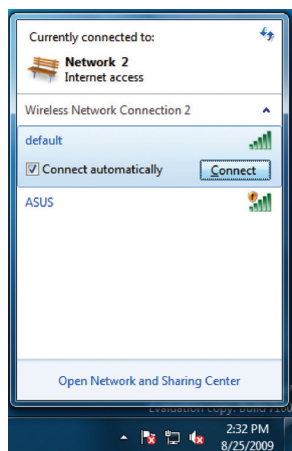 Currently connected to:
Network 2
Internet access
Wireless Network Connection 2
default
Connect automatically
Connect
ASUS
Open Network and Sharing Center
Evaluation copy. Build 7100
2:32 PM
8/25/2009